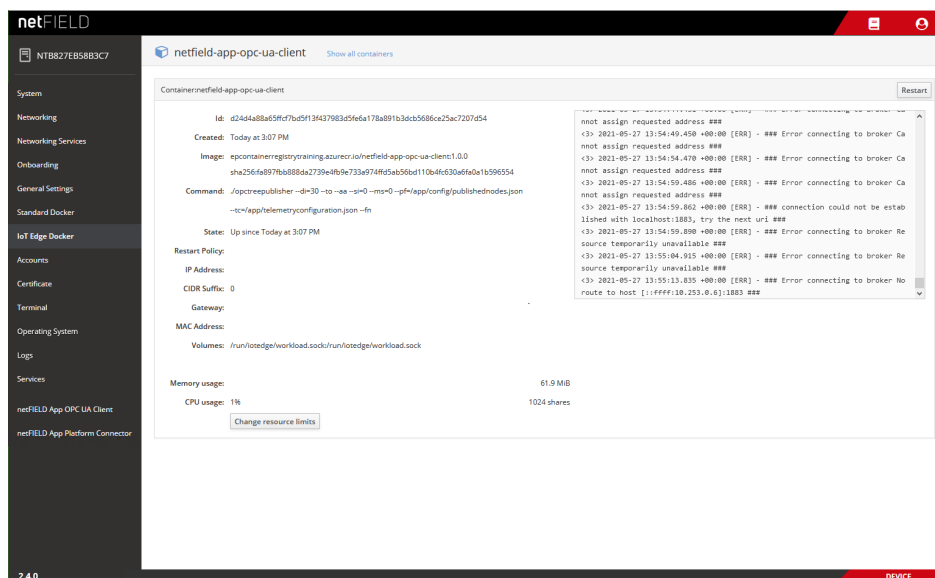 netFIELD
NTB827EB58B3C7
netfield-app-opc-ua-client Show all containers
System
Networking
Networking Services
Onboarding
General Settings
Standard Docker
IoT Edge Docker
Accounts
Certificate
Terminal
Operating System
Logs
Services
netFIELD App OPC UA Client
netFIELD App Platform Connector
Container:netfield-app-opc-ua-client
Restart
Id: d24d4a88a65ffcf7bd5f13f437983d5fe6a178a891b3dcb5686ce25ac7207d54
Created: Today at 3:07 PM
Image: epcontainerregistrytraining.azurecr.io/netfield-app-opc-ua-client:1.0.0
sha256:fa897fbb888da2739e4fb9e733a974ffd5ab56bd110b4fc630a6fa0a1b596554
Command: ./opctreepublisher --di=30 --to --aa --si=0 --ms=0 --pf=/app/config/publishednodes.json
--tc=/app/telemetryconfiguration.json --fn
State: Up since Today at 3:07 PM
Restart Policy:
IP Address:
CIDR Suffix: 0
Gateway:
MAC Address:
Volumes: /run/iotedge/workload.sock:/run/iotedge/workload.sock
Memory usage: 61.9 MiB
CPU usage: 1% 1024 shares
Change resource limits
nnot assign requested address ###
<3> 2021-05-27 13:54:49.450 +00:00 [ERR] - ### Error connecting to broker Ca
nnot assign requested address ###
<3> 2021-05-27 13:54:54.470 +00:00 [ERR] - ### Error connecting to broker Ca
nnot assign requested address ###
<3> 2021-05-27 13:54:59.486 +00:00 [ERR] - ### Error connecting to broker Ca
nnot assign requested address ###
<3> 2021-05-27 13:54:59.862 +00:00 [ERR] - ### connection could not be estab
lished with localhost:1883, try the next uri ###
<3> 2021-05-27 13:54:59.890 +00:00 [ERR] - ### Error connecting to broker Re
source temporarily unavailable ###
<3> 2021-05-27 13:55:04.915 +00:00 [ERR] - ### Error connecting to broker Re
source temporarily unavailable ###
<3> 2021-05-27 13:55:13.835 +00:00 [ERR] - ### Error connecting to broker No
route to host [::ffff:10.253.0.6]:1883 ###
2.4.0
DEVICE